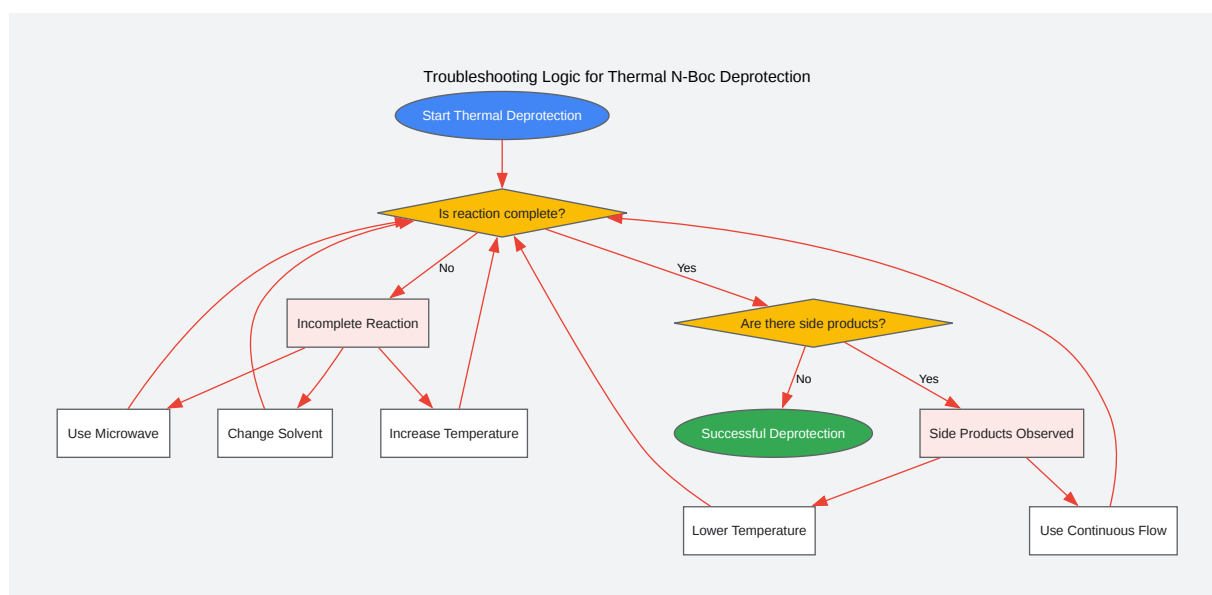 Troubleshooting Logic for Thermal N-Boc Deprotection
Start Thermal Deprotection
Is reaction complete?
No
Yes
Incomplete Reaction
Are there side products?
No
Yes
Use Microwave
Change Solvent
Increase Temperature
Successful Deprotection
Side Products Observed
Lower Temperature
Use Continuous Flow